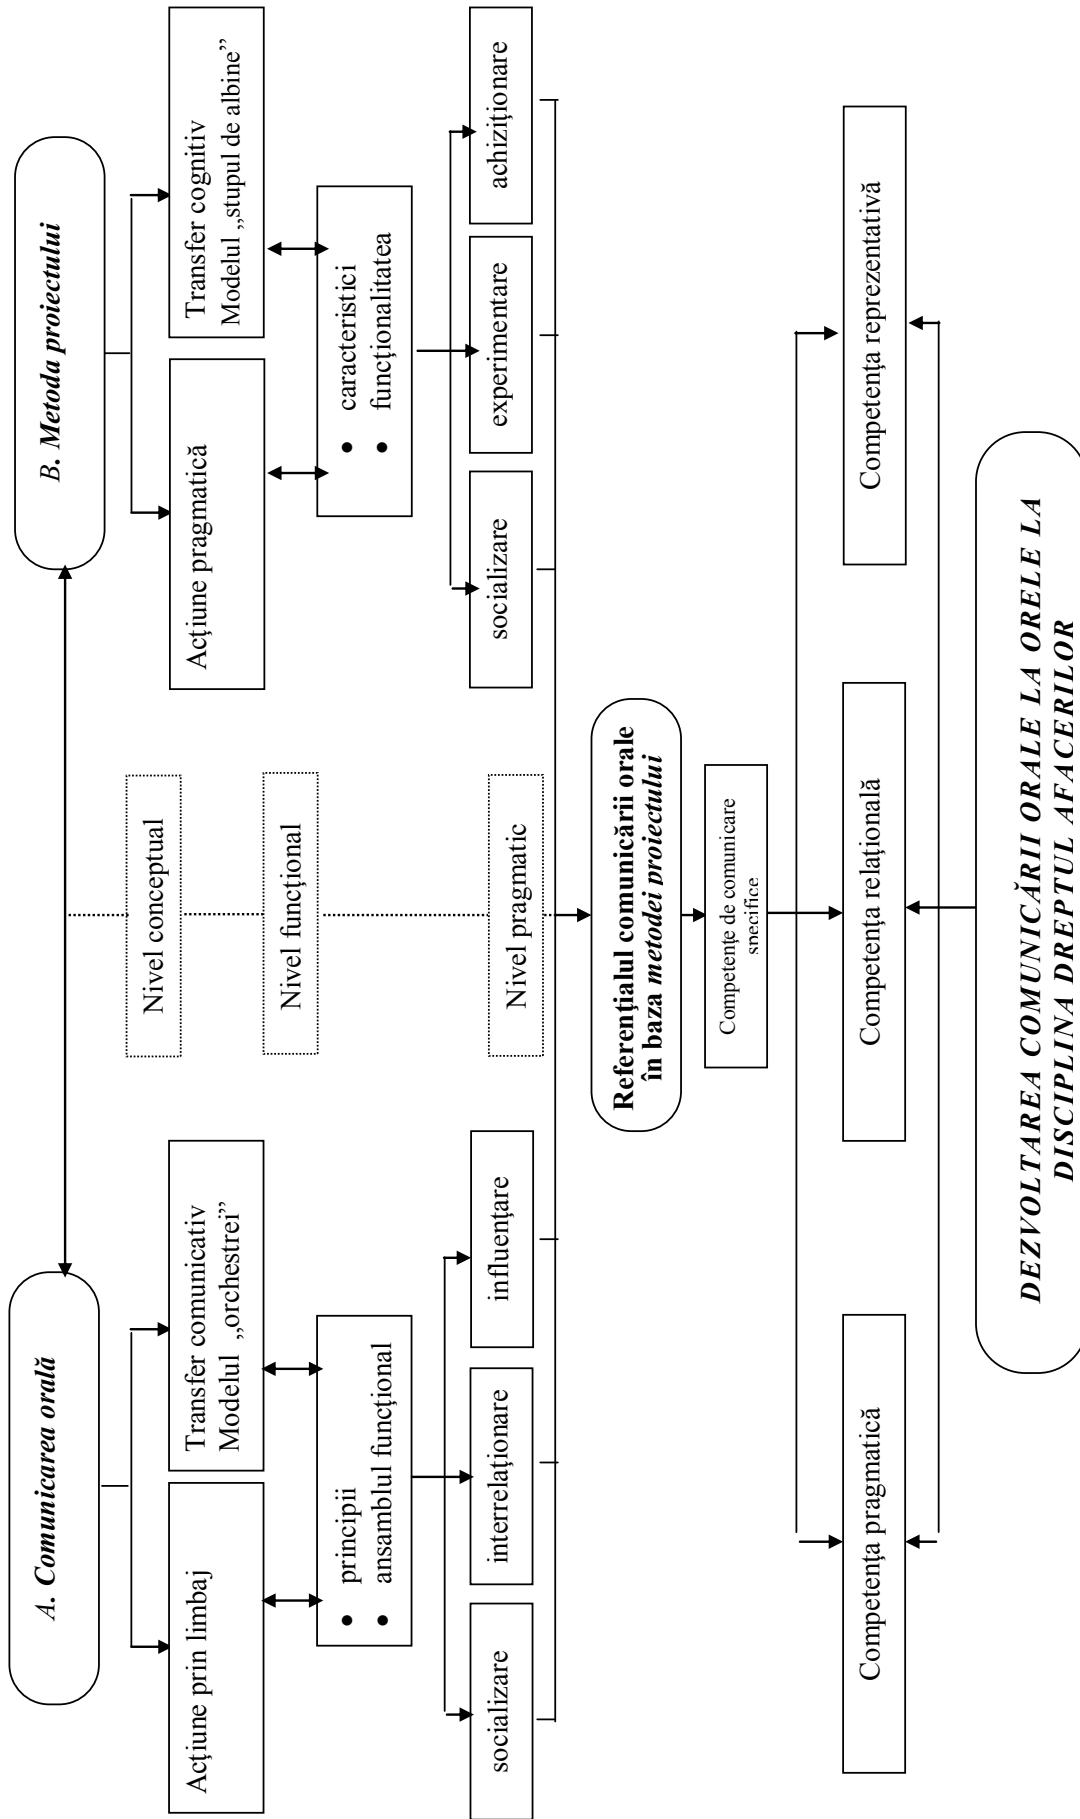 A. Comunicarea orală
B. Metoda proiectului
Acţiune prin limbaj
Transfer comunicativ
Modelul „orchestrei”
Nivel conceptual
Acţiune pragmatică
Transfer cognitiv
Modelul „stupul de albine”
• principii
• ansamblul funcţional
Nivel funcţional
• caracteristici
• funcţionalitatea
socializare
interrelaţionare
influenţare
Nivel pragmatic
socializare
experimentare
achiziţionare
Referenţialul comunicării orale
în baza metodei proiectului
Competenţe de comunicare
specifice
Competenţa pragmatică
Competenţa relaţională
Competenţa reprezentativă
DEZVOLTAREA COMUNICĂRII ORALE LA ORELE LA
DISCIPLINA DREPTUL AFACERILOR